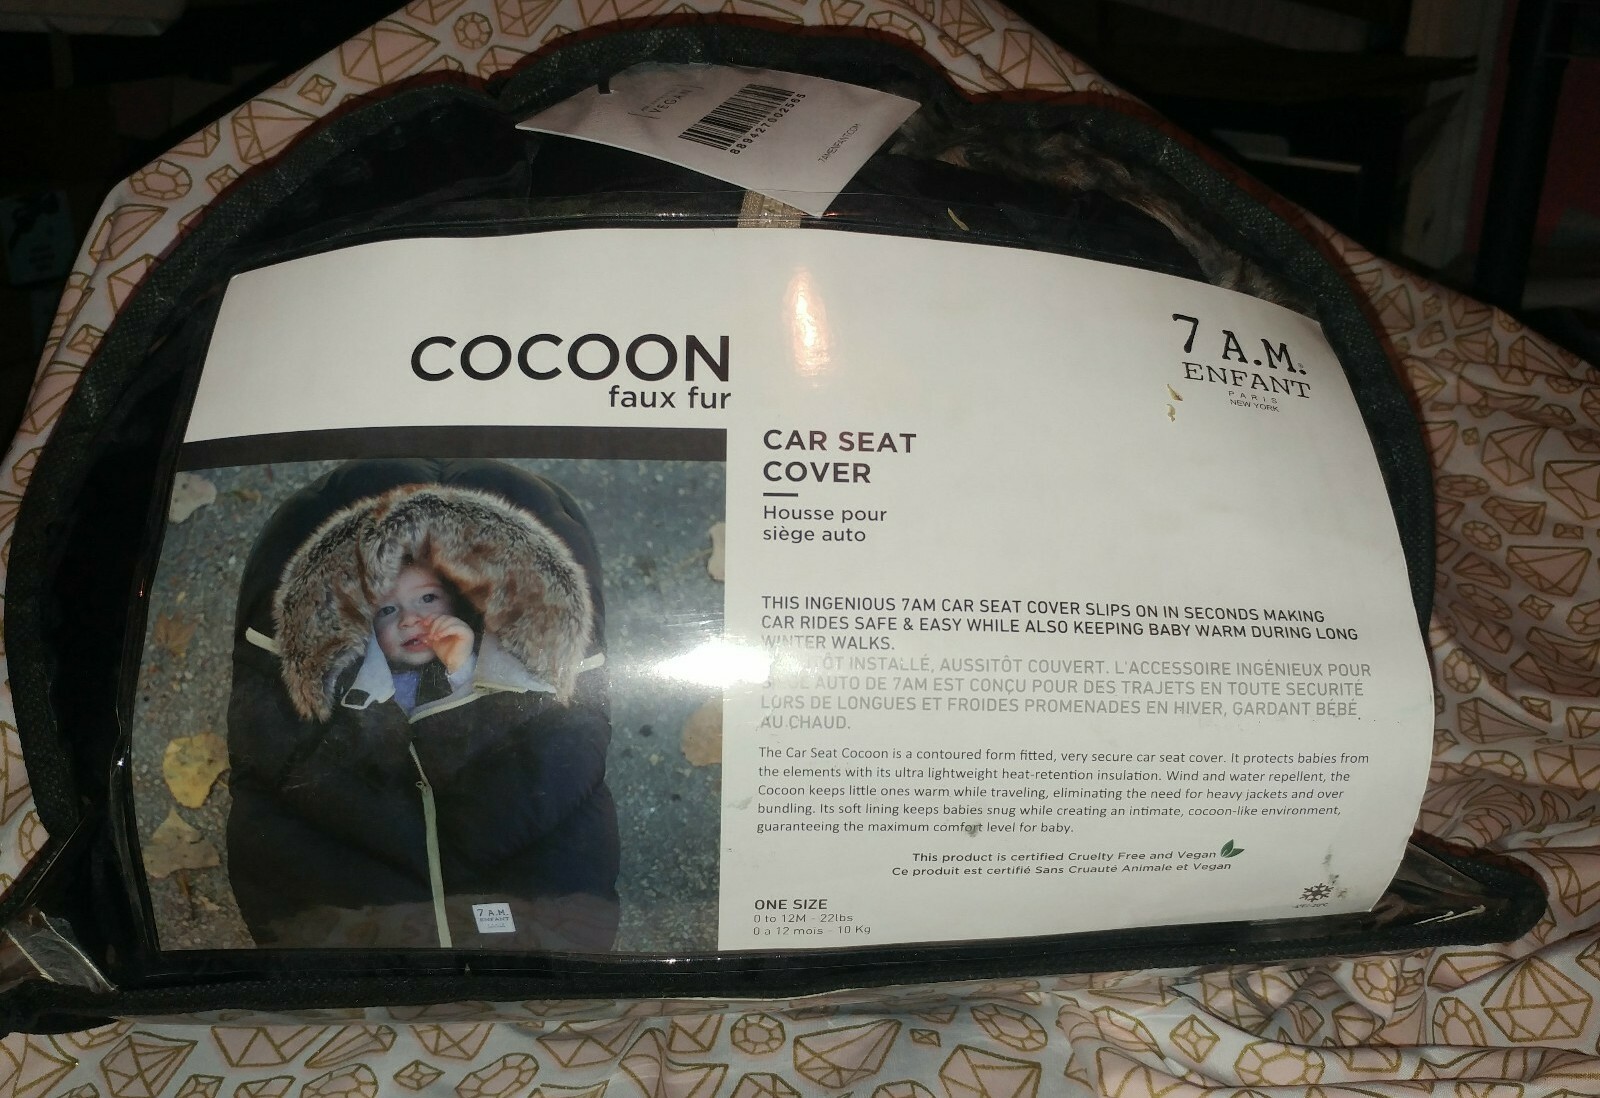 VEGAN
889427002565
7AMENFANT.COM
COCOON
faux fur
7 A.M.
ENFANT
PARIS
NEW YORK
CAR SEAT
COVER
Housse pour
siège auto
THIS INGENIOUS 7AM CAR SEAT COVER SLIPS ON IN SECONDS MAKING
CAR RIDES SAFE & EASY WHILE ALSO KEEPING BABY WARM DURING LONG
WINTER WALKS.
INSTALLÉ, AUSSITÔT COUVERT. L'ACCESSOIRE INGÉNIEUX POUR
AUTO DE 7AM EST CONÇU POUR DES TRAJETS EN TOUTE SECURITÉ
LORS DE LONGUES ET FROIDES PROMENADES EN HIVER, GARDANT BÉBÉ
AU CHAUD.
The Car Seat Cocoon is a contoured form fitted, very secure car seat cover. It protects babies from
the elements with its ultra lightweight heat-retention insulation. Wind and water repellent, the
Cocoon keeps little ones warm while traveling, eliminating the need for heavy jackets and over
bundling. Its soft lining keeps babies snug while creating an intimate, cocoon-like environment,
guaranteeing the maximum comfort level for baby.
This product is certified Cruelty Free and Vegan
Ce produit est certifié Sans Cruauté Animale et Vegan
ONE SIZE
0 to 12M - 22lbs
0 a 12 mois - 10 Kg
7 A.M.
ENFANT